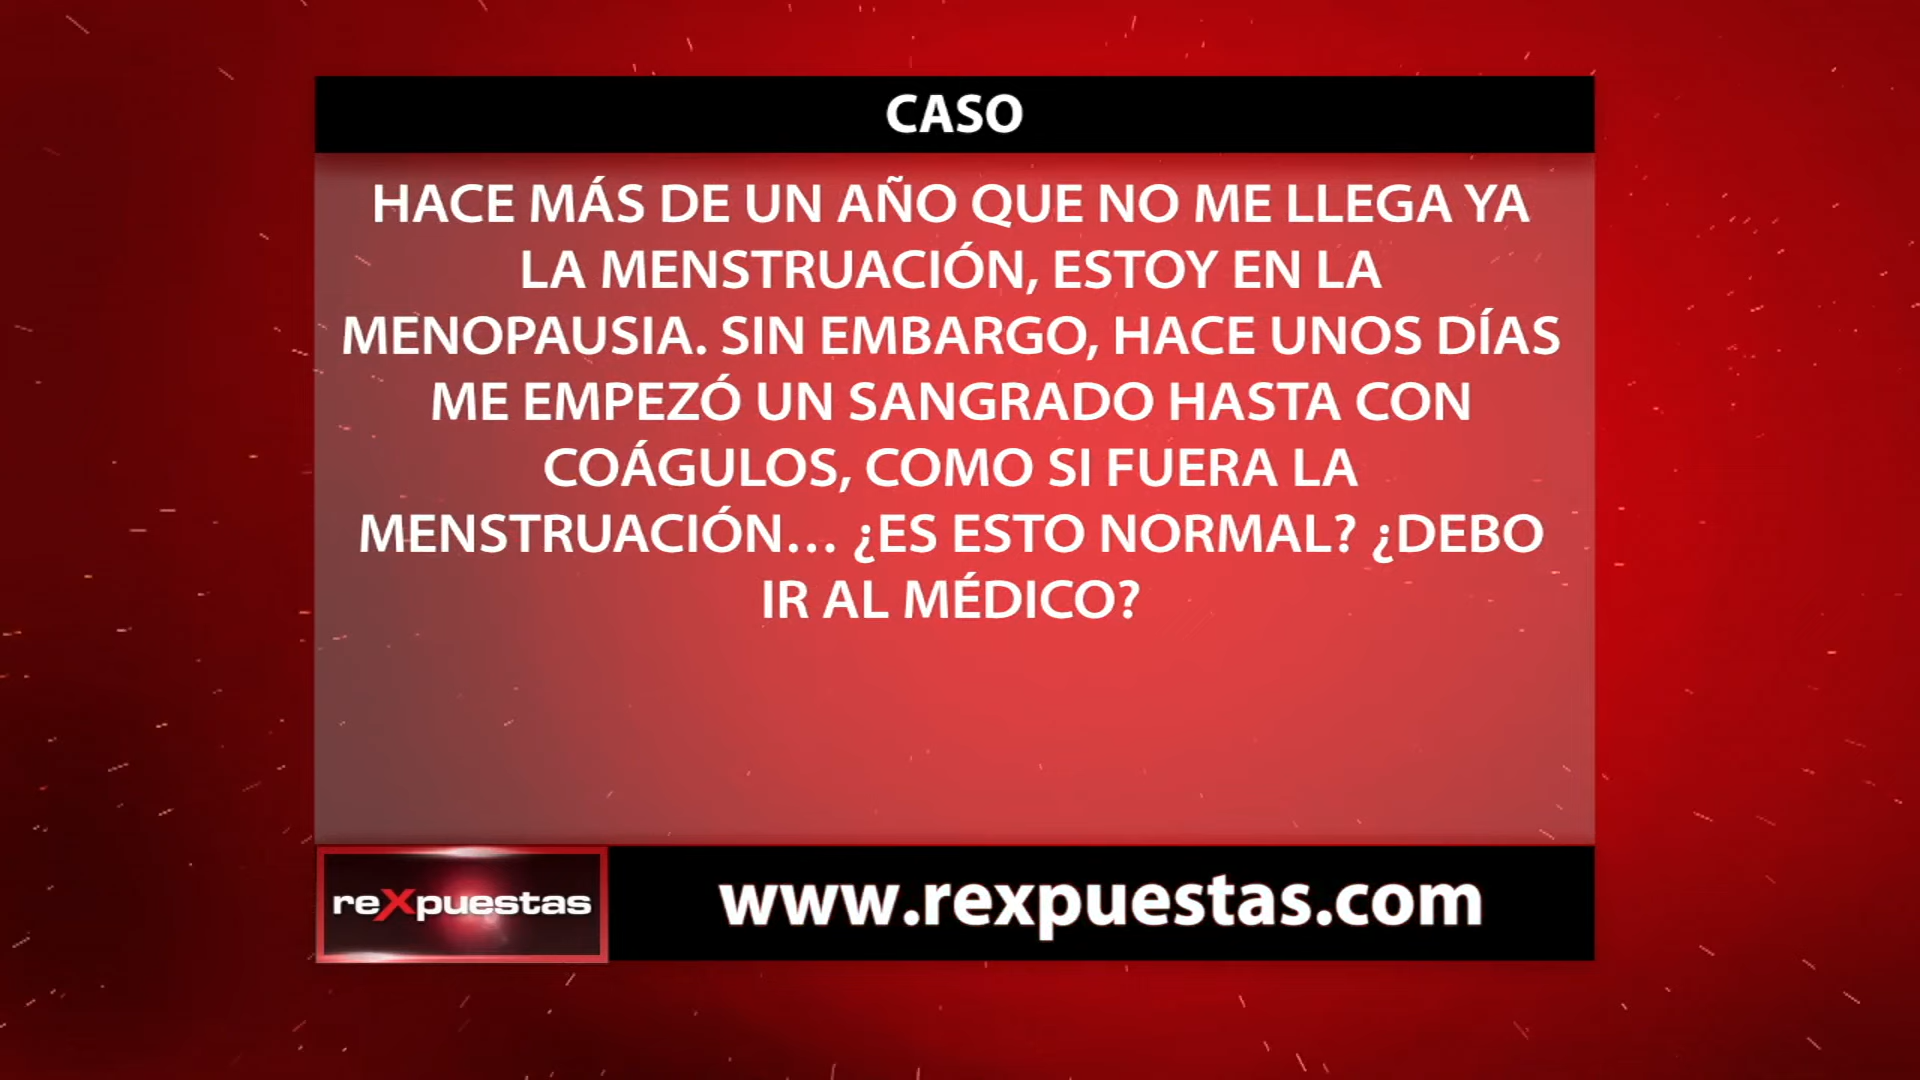 CASO
HACE MÁS DE UN AÑO QUE NO ME LLEGA YA
LA MENSTRUACIÓN, ESTOY EN LA
MENOPAUSIA. SIN EMBARGO, HACE UNOS DÍAS
ME EMPEZÓ UN SANGRADO HASTA CON
COÁGULOS, COMO SI FUERA LA
MENSTRUACIÓN... ¿ES ESTO NORMAL? ¿DEBO
IR AL MÉDICO?
reXpuestas
www.rexpuestas.com